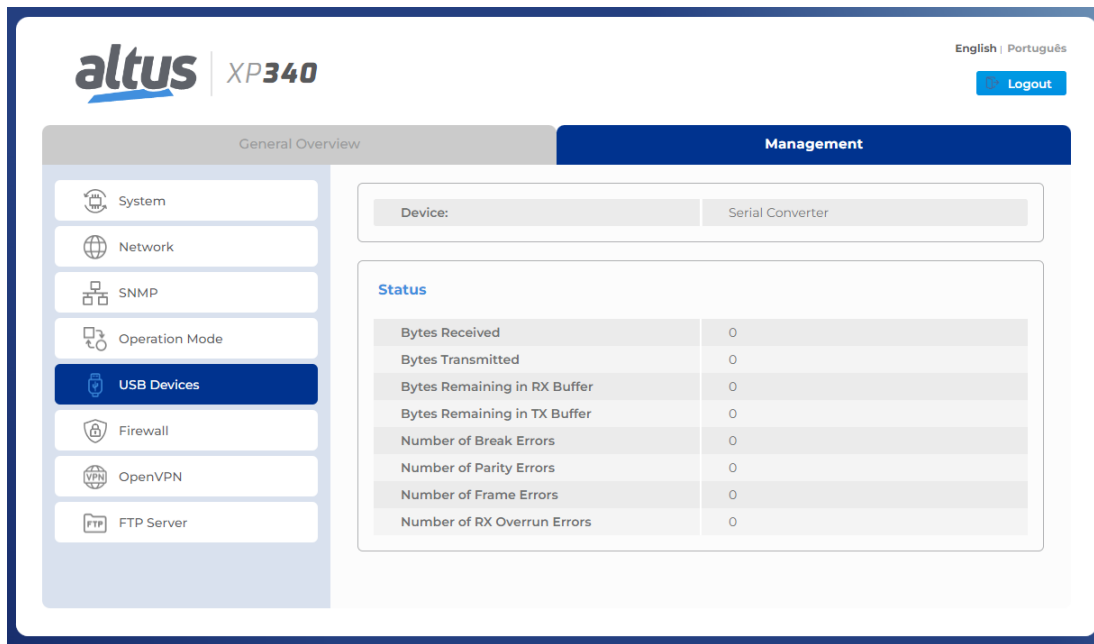 English | Português
altus | XP340
Logout
General Overview
Management
System
Network
SNMP
Operation Mode
USB Devices
Firewall
VPN OpenVPN
FTP FTP Server
Device: Serial Converter
Status
Bytes Received 0
Bytes Transmitted 0
Bytes Remaining in RX Buffer 0
Bytes Remaining in TX Buffer 0
Number of Break Errors 0
Number of Parity Errors 0
Number of Frame Errors 0
Number of RX Overrun Errors 0